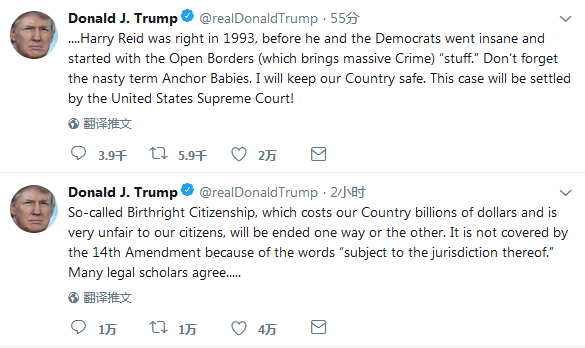 Donald J. Trump @realDonaldTrump · 55分
....Harry Reid was right in 1993, before he and the Democrats went insane and
started with the Open Borders (which brings massive Crime) “stuff.” Don’t forget
the nasty term Anchor Babies. I will keep our Country safe. This case will be settled
by the United States Supreme Court!
翻译推文
3.9千 5.9千 2万
Donald J. Trump @realDonaldTrump · 2小时
So-called Birthright Citizenship, which costs our Country billions of dollars and is
very unfair to our citizens, will be ended one way or the other. It is not covered by
the 14th Amendment because of the words “subject to the jurisdiction thereof.”
Many legal scholars agree.....
翻译推文
1万 1万 4万